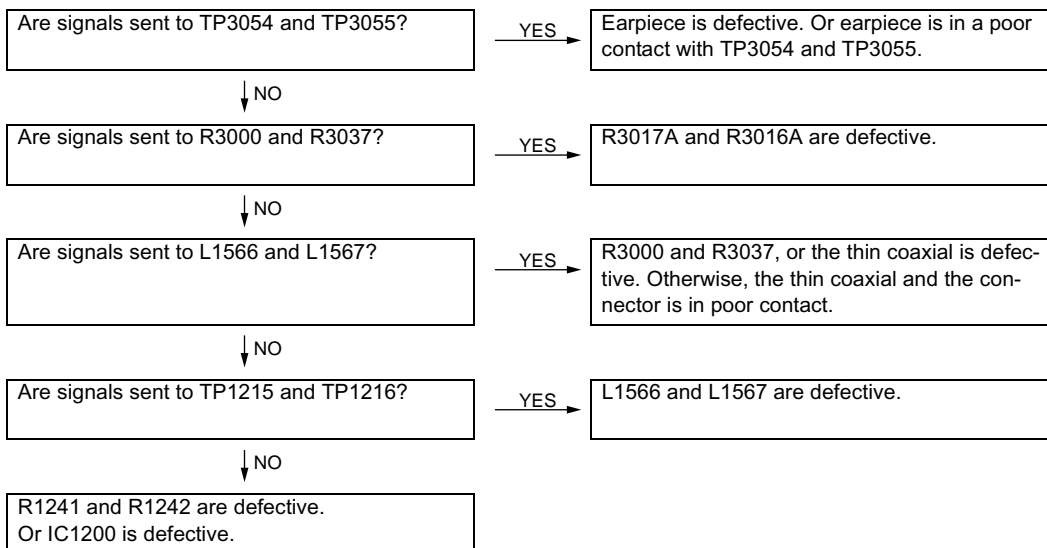 Are signals sent to TP3054 and TP3055?
YES
Earpiece is defective. Or earpiece is in a poor
contact with TP3054 and TP3055.
NO
Are signals sent to R3000 and R3037?
YES
R3017A and R3016A are defective.
NO
Are signals sent to L1566 and L1567?
YES
R3000 and R3037, or the thin coaxial is defec-
tive. Otherwise, the thin coaxial and the con-
nector is in poor contact.
NO
Are signals sent to TP1215 and TP1216?
YES
L1566 and L1567 are defective.
NO
R1241 and R1242 are defective.
Or IC1200 is defective.